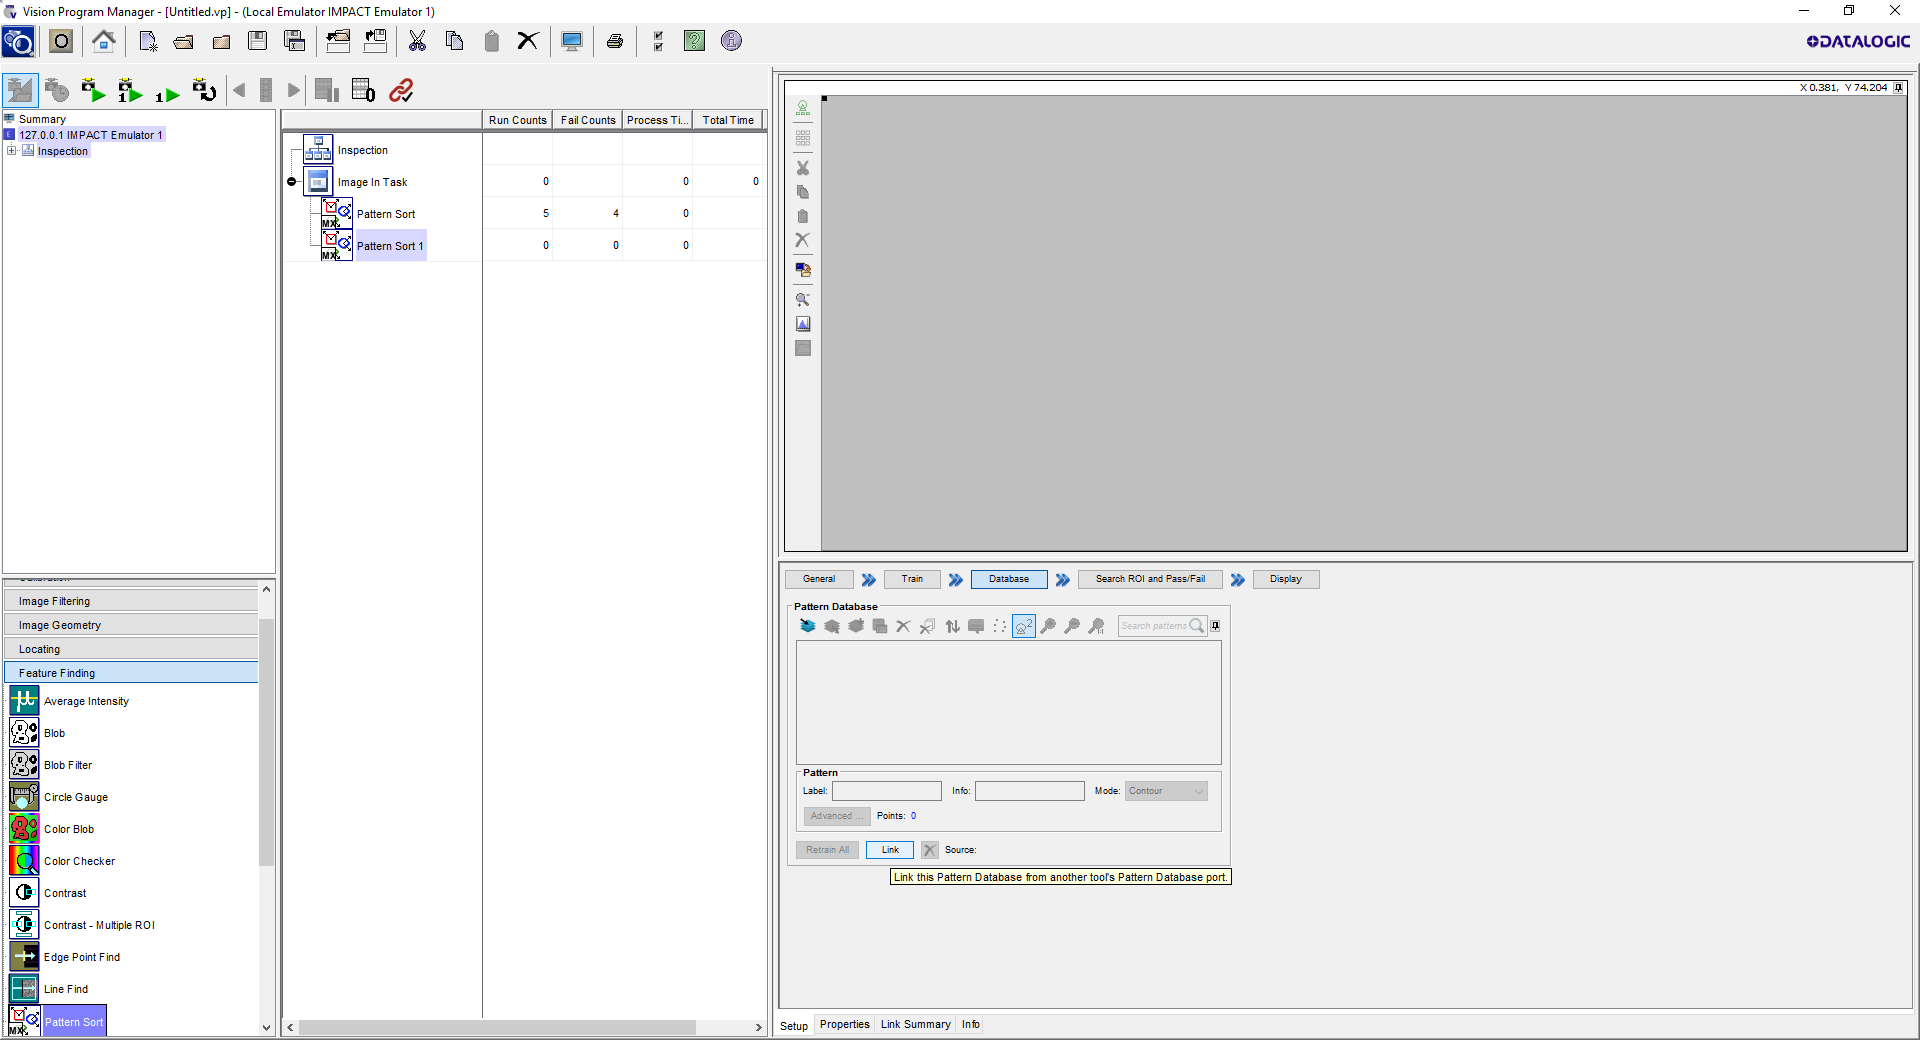 Vision Program Manager - [Untitled.vp] - (Local Emulator IMPACT Emulator 1)
DATALOGIC
Summary
127.0.0.1 IMPACT Emulator 1
Inspection
Run Counts Fail Counts Process Ti... Total Time
Inspection
Image In Task 0 0 0
Pattern Sort 5 4 0
Pattern Sort 1 0 0 0
X 0.381, Y 74.204
Image Filtering
Image Geometry
Locating
Feature Finding
Average Intensity
Blob
Blob Filter
Circle Gauge
Color Blob
Color Checker
Contrast
Contrast - Multiple ROI
Edge Point Find
Line Find
Pattern Sort
General Train Database Search ROI and Pass/Fail Display
Pattern Database
Search patterns
Pattern
Label: Info: Mode: Contour
Advanced ... Points: 0
Retrain All Link Source:
Link this Pattern Database from another tool's Pattern Database port.
Setup Properties Link Summary Info